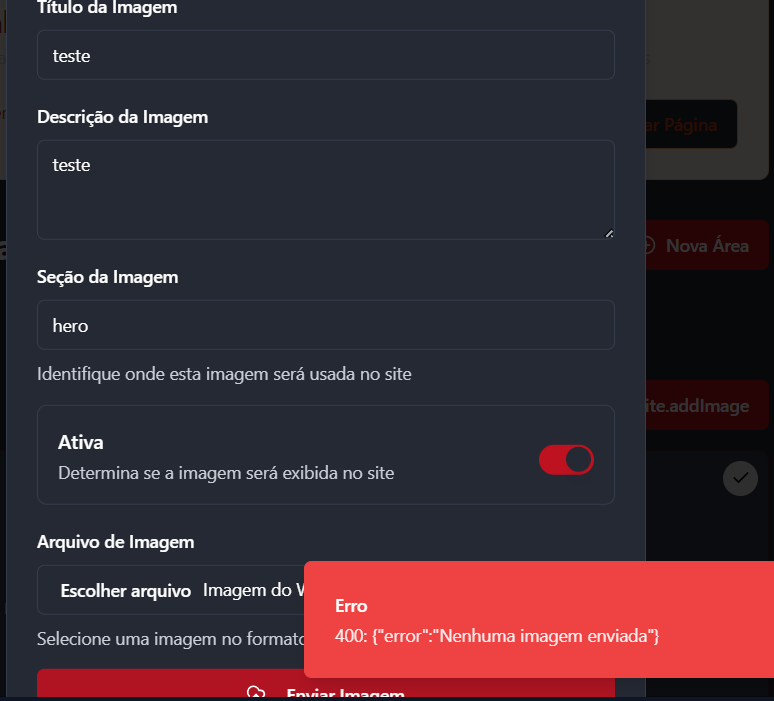 Título da Imagem
teste
Descrição da Imagem
teste
ar Página
Nova Área
Seção da Imagem
hero
Identifique onde esta imagem será usada no site
ite.addImage
Ativa
Determina se a imagem será exibida no site
Arquivo de Imagem
Escolher arquivo Imagem do W
Erro
400: {"error":"Nenhuma imagem enviada"}
Selecione uma imagem no formato
Enviar Imagem